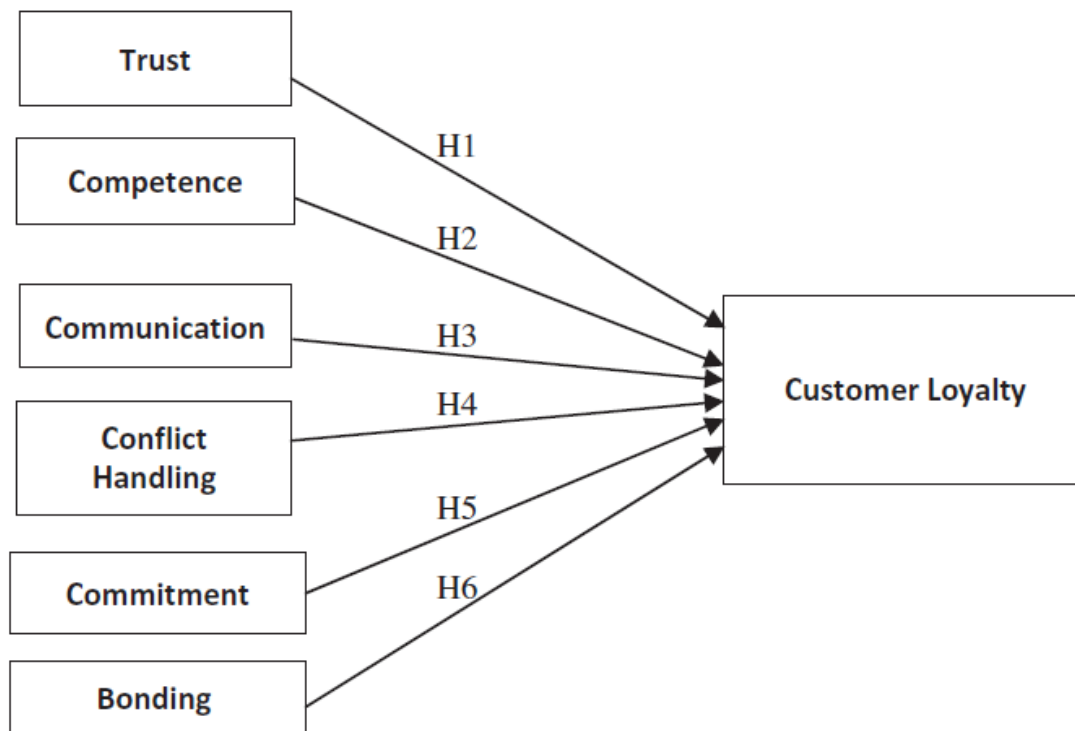 Trust
H1
Competence
H2
Communication
H3
Customer Loyalty
H4
Conflict
Handling
H5
Commitment
H6
Bonding